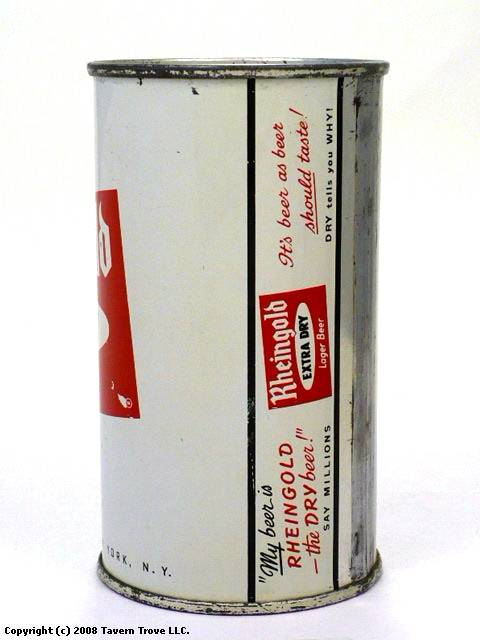 "My beer is
RHEINGOLD
—the DRY beer!"
SAY MILLIONS
Rheingold
EXTRA DRY
Lager Beer
It's beer as beer
should taste!
DRY tells you WHY!
YORK, N.Y.
Copyright (c) 2008 Tavern Trove LLC.